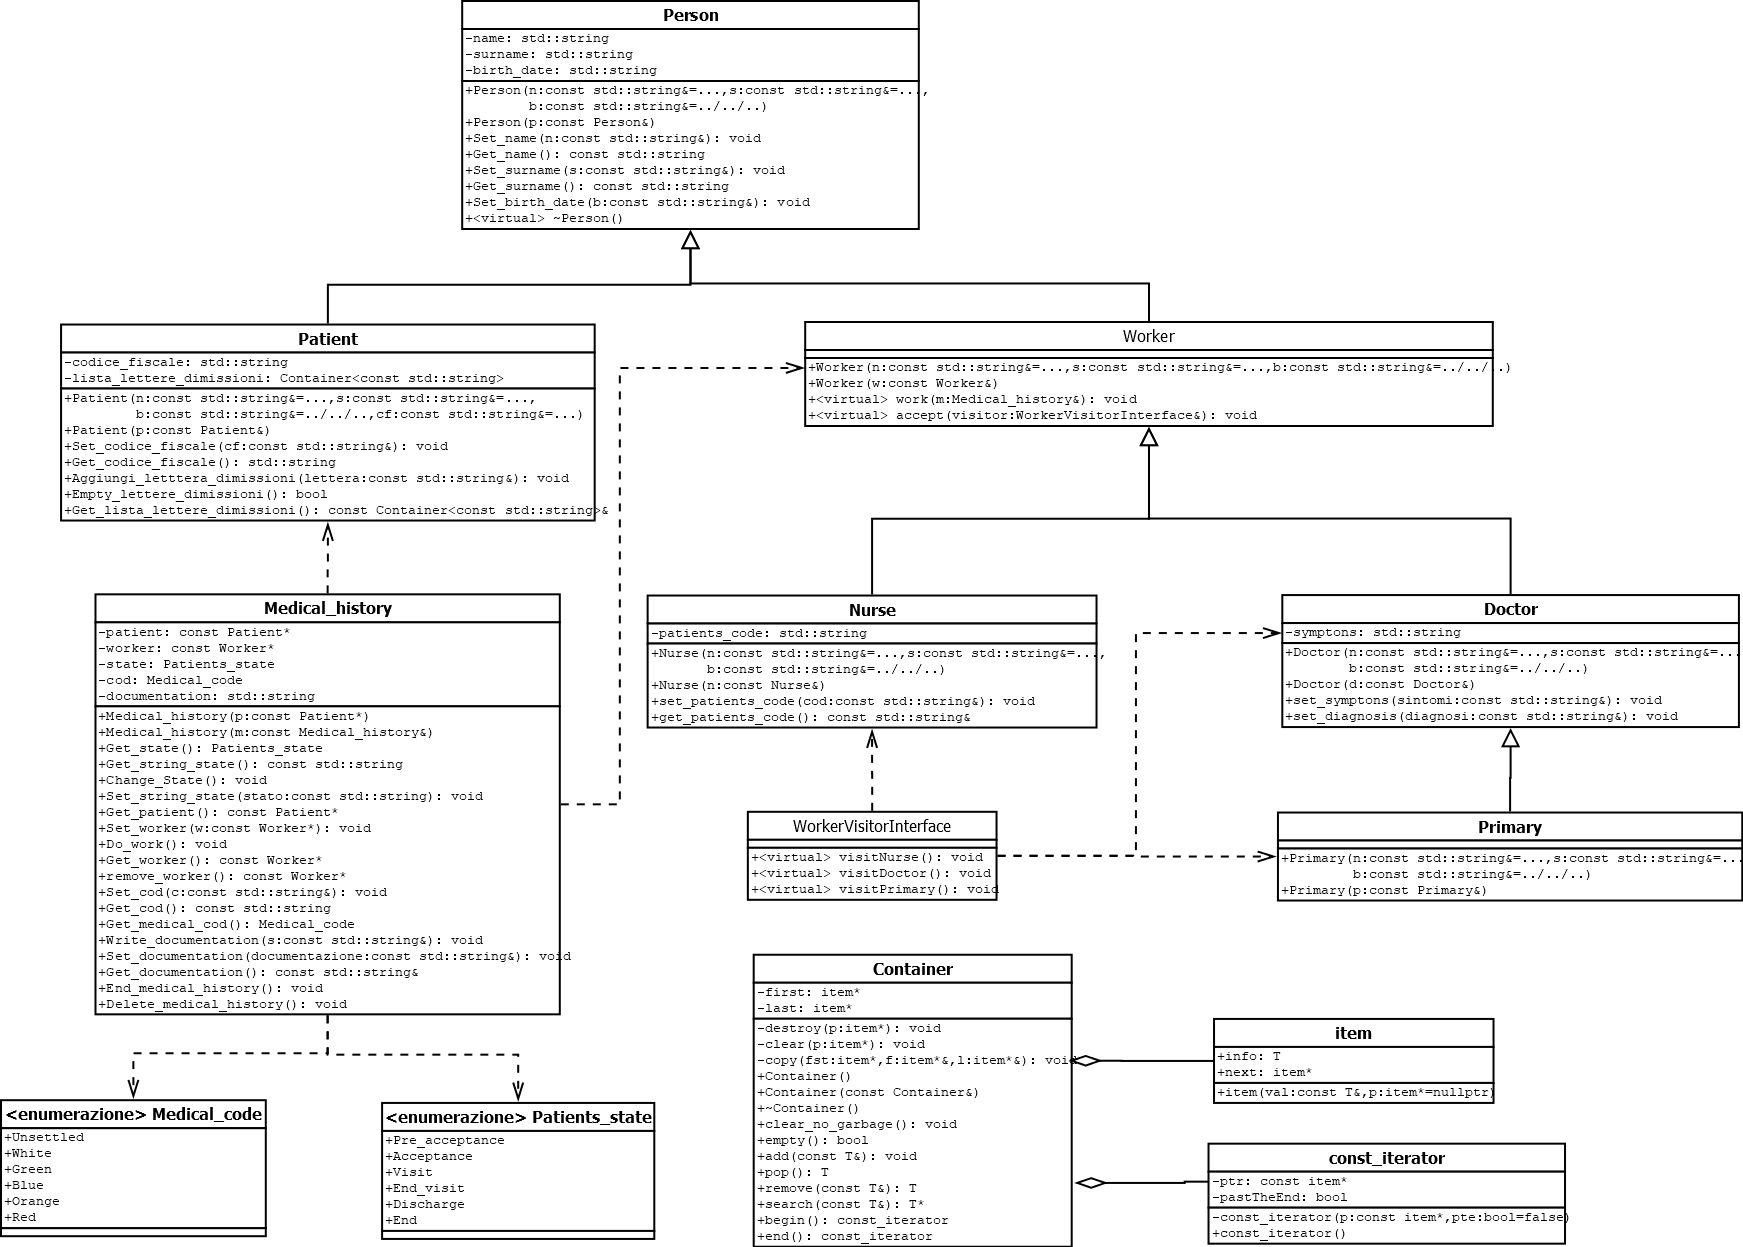 Person
-name: std::string
-surname: std::string
-birth_date: std::string
+Person(n:const std::string&=...,s:const std::string&=...,
b:const std::string&=../../..)
+Person(p:const Person&)
+Set_name(n:const std::string&): void
+Get_name(): const std::string
+Set_surname(s:const std::string&): void
+Get_surname(): const std::string
+Set_birth_date(b:const std::string&): void
+<virtual> ~Person()
Patient
-codice_fiscale: std::string
-lista_lettere_dimissioni: Container<const std::string>
+Patient(n:const std::string&=...,s:const std::string&=...,
b:const std::string&=../../..,cf:const std::string&=...)
+Patient(p:const Patient&)
+Set_codice_fiscale(cf:const std::string&): void
+Get_codice_fiscale(): std::string
+Aggiungi_letttera_dimissioni(lettera:const std::string&): void
+Empty_lettere_dimissioni(): bool
+Get_lista_lettere_dimissioni(): const Container<const std::string>&
Worker
+Worker(n:const std::string&=...,s:const std::string&=...,b:const std::string&=../../..)
+Worker(w:const Worker&)
+<virtual> work(m:Medical_history&): void
+<virtual> accept(visitor:WorkerVisitorInterface&): void
Medical_history
-patient: const Patient*
-worker: const Worker*
-state: Patients_state
-cod: Medical_code
-documentation: std::string
+Medical_history(p:const Patient*)
+Medical_history(m:const Medical_history&)
+Get_state(): Patients_state
+Get_string_state(): const std::string
+Change_State(): void
+Set_string_state(stato:const std::string): void
+Get_patient(): const Patient*
+Set_worker(w:const Worker*): void
+Do_work(): void
+Get_worker(): const Worker*
+remove_worker(): const Worker*
+Set_cod(c:const std::string&): void
+Get_cod(): const std::string
+Get_medical_cod(): Medical_code
+Write_documentation(s:const std::string&): void
+Set_documentation(documentazione:const std::string&): void
+Get_documentation(): const std::string&
+End_medical_history(): void
+Delete_medical_history(): void
Nurse
-patients_code: std::string
+Nurse(n:const std::string&=...,s:const std::string&=...,
b:const std::string&=../../..)
+Nurse(n:const Nurse&)
+set_patients_code(cod:const std::string&): void
+get_patients_code(): const std::string&
Doctor
-symptons: std::string
+Doctor(n:const std::string&=...,s:const std::string&=...
b:const std::string&=../../..)
+Doctor(d:const Doctor&)
+set_symptons(sintomi:const std::string&): void
+set_diagnosis(diagnosi:const std::string&): void
WorkerVisitorInterface
+<virtual> visitNurse(): void
+<virtual> visitDoctor(): void
+<virtual> visitPrimary(): void
Primary
+Primary(n:const std::string&=...,s:const std::string&=...
b:const std::string&=../../..)
+Primary(p:const Primary&)
Container
-first: item*
-last: item*
-destroy(p:item*): void
-clear(p:item*): void
-copy(fst:item*,f:item*&,l:item*&): void
+Container()
+Container(const Container&)
+~Container()
+clear_no_garbage(): void
+empty(): bool
+add(const T&): void
+pop(): T
+remove(const T&): T
+search(const T&): T*
+begin(): const_iterator
+end(): const_iterator
item
+info: T
+next: item*
+item(val:const T&,p:item*=nullptr)
const_iterator
-ptr: const item*
-pastTheEnd: bool
-const_iterator(p:const item*,pte:bool=false)
+const_iterator()
<enumerazione> Medical_code
+Unsettled
+White
+Green
+Blue
+Orange
+Red
<enumerazione> Patients_state
+Pre_acceptance
+Acceptance
+Visit
+End_visit
+Discharge
+End